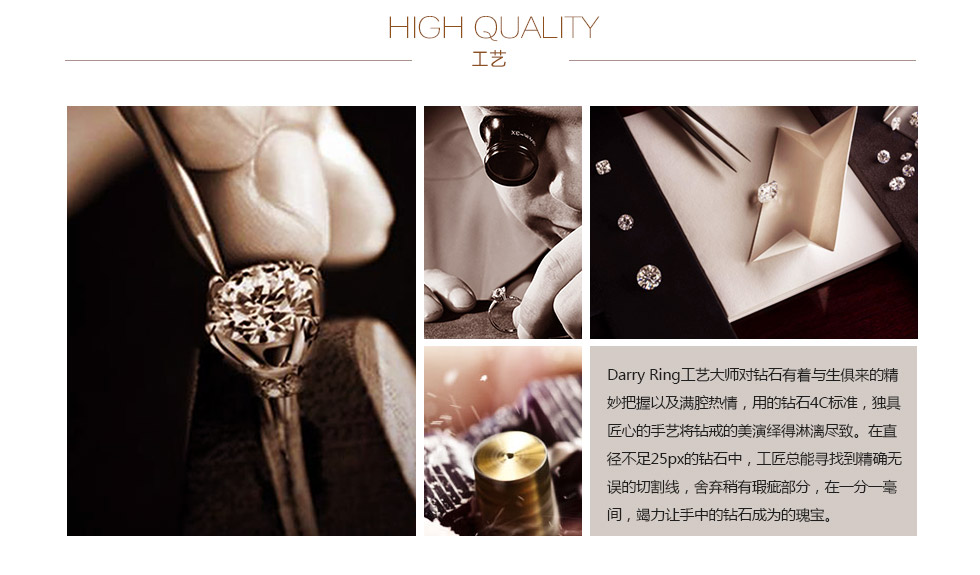 HIGH QUALITY
工艺
Darry Ring工艺大师对钻石有着与生俱来的精
妙把握以及满腔热情，用的钻石4C标准，独具
匠心的手艺将钻戒的美演绎得淋漓尽致。在直
径不足25px的钻石中，工匠总能寻找到精确无
误的切割线，舍弃稍有瑕疵部分，在一分一毫
间，竭力让手中的钻石成为的瑰宝。